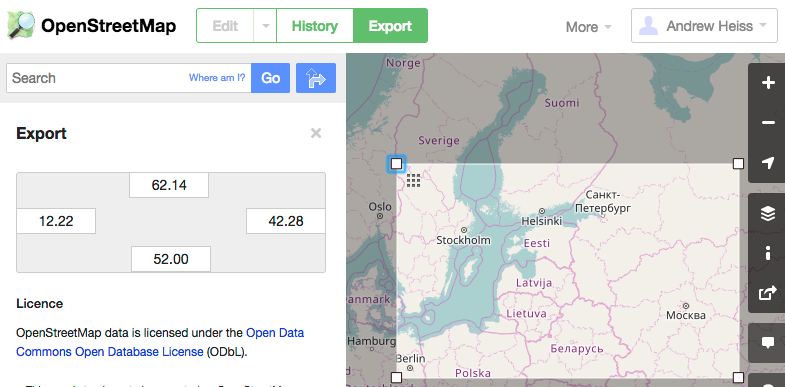 OpenStreetMap Edit History Export More Andrew Heiss
Search Where am I? Go
Export
62.14
12.22 42.28
52.00
Licence
OpenStreetMap data is licensed under the Open Data
Commons Open Database License (ODbL).
Norge
Suomi
Sverige
Санкт-
Петербург
Oslo
Helsinki
Stockholm
Eesti
Latvija
Danmark
Lietuva
Москва
Hamburg
Беларусь
Berlin
Polska